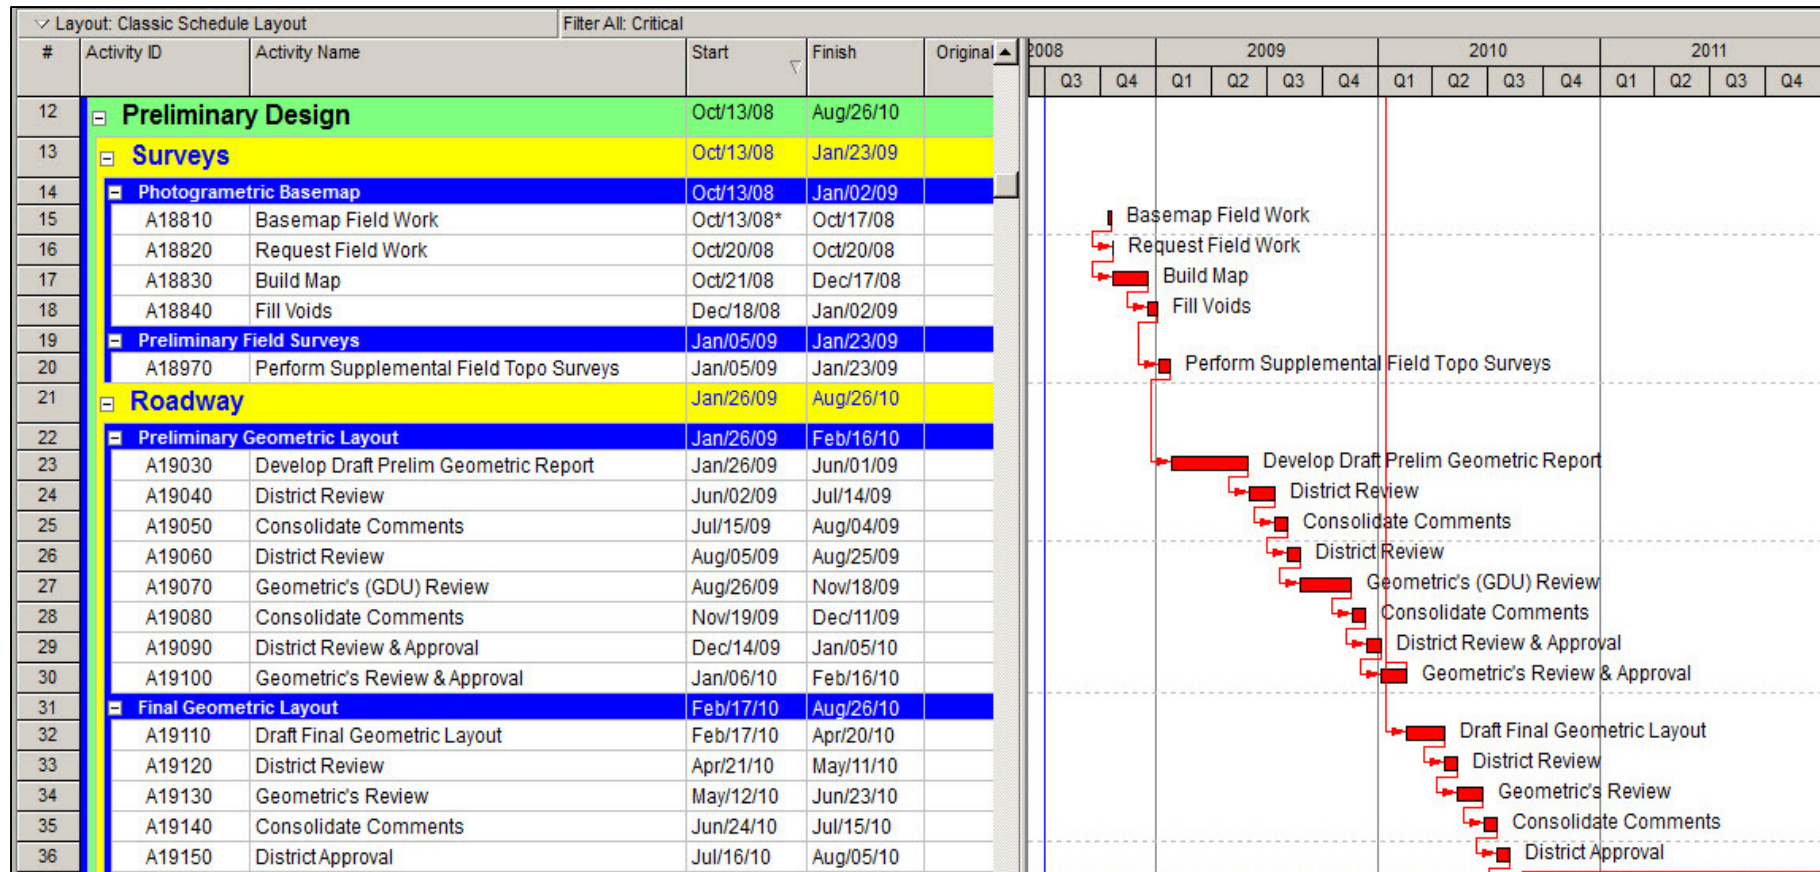 Layout: Classic Schedule Layout Filter All: Critical
# Activity ID Activity Name Start Finish Original 2008 2009 2010 2011
Q3 Q4 Q1 Q2 Q3 Q4 Q1 Q2 Q3 Q4 Q1 Q2 Q3 Q4
12 Preliminary Design Oct/13/08 Aug/26/10
13 Surveys Oct/13/08 Jan/23/09
14 Photogrametric Basemap Oct/13/08 Jan/02/09
15 A18810 Basemap Field Work Oct/13/08* Oct/17/08 Basemap Field Work
16 A18820 Request Field Work Oct/20/08 Oct/20/08 Request Field Work
17 A18830 Build Map Oct/21/08 Dec/17/08 Build Map
18 A18840 Fill Voids Dec/18/08 Jan/02/09 Fill Voids
19 Preliminary Field Surveys Jan/05/09 Jan/23/09
20 A18970 Perform Supplemental Field Topo Surveys Jan/05/09 Jan/23/09 Perform Supplemental Field Topo Surveys
21 Roadway Jan/26/09 Aug/26/10
22 Preliminary Geometric Layout Jan/26/09 Feb/16/10
23 A19030 Develop Draft Prelim Geometric Report Jan/26/09 Jun/01/09 Develop Draft Prelim Geometric Report
24 A19040 District Review Jun/02/09 Jul/14/09 District Review
25 A19050 Consolidate Comments Jul/15/09 Aug/04/09 Consolidate Comments
26 A19060 District Review Aug/05/09 Aug/25/09 District Review
27 A19070 Geometric's (GDU) Review Aug/26/09 Nov/18/09 Geometric's (GDU) Review
28 A19080 Consolidate Comments Nov/19/09 Dec/11/09 Consolidate Comments
29 A19090 District Review & Approval Dec/14/09 Jan/05/10 District Review & Approval
30 A19100 Geometric's Review & Approval Jan/06/10 Feb/16/10 Geometric's Review & Approval
31 Final Geometric Layout Feb/17/10 Aug/26/10
32 A19110 Draft Final Geometric Layout Feb/17/10 Apr/20/10 Draft Final Geometric Layout
33 A19120 District Review Apr/21/10 May/11/10 District Review
34 A19130 Geometric's Review May/12/10 Jun/23/10 Geometric's Review
35 A19140 Consolidate Comments Jun/24/10 Jul/15/10 Consolidate Comments
36 A19150 District Approval Jul/16/10 Aug/05/10 District Approval